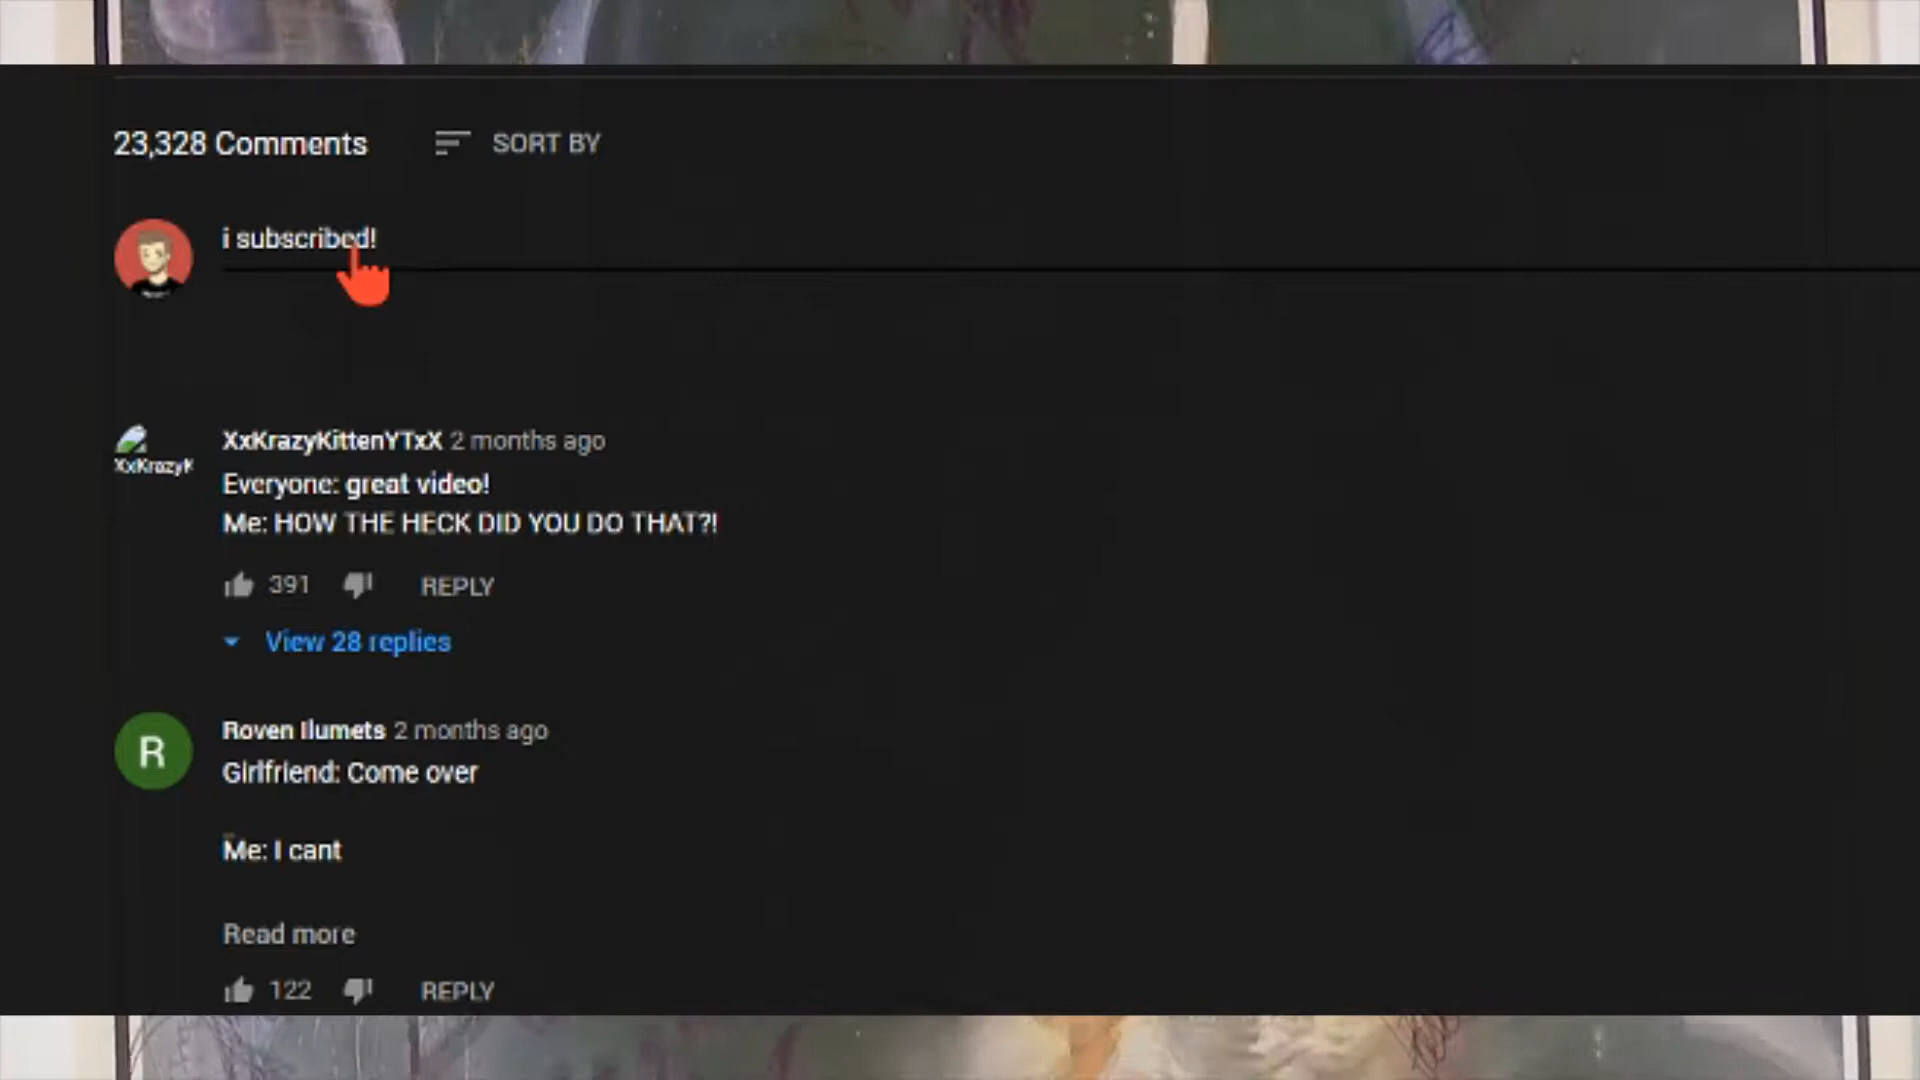 23,328 Comments SORT BY
i subscribed!
XxKrazyKittenYTxX 2 months ago
XxKrazyK
Everyone: great video!
Me: HOW THE HECK DID YOU DO THAT?!
391 REPLY
View 28 replies
R
Roven Ilumets 2 months ago
Girlfriend: Come over
Me: I cant
Read more
122 REPLY